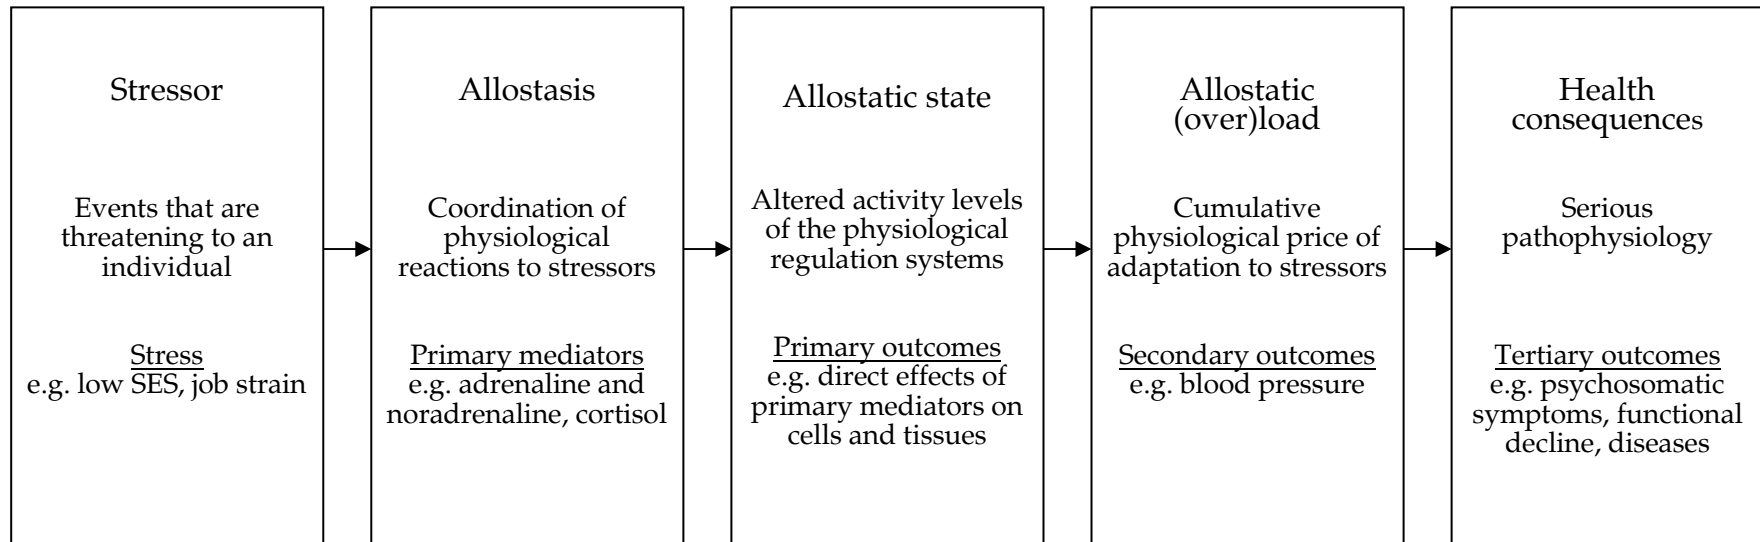 Stressor
Events that are
threatening to an
individual
Stress
e.g. low SES, job strain
Allostasis
Coordination of
physiological
reactions to stressors
Primary mediators
e.g. adrenaline and
noradrenaline, cortisol
Allostatic state
Altered activity levels
of the physiological
regulation systems
Primary outcomes
e.g. direct effects of
primary mediators on
cells and tissues
Allostatic
(over)load
Cumulative
physiological price of
adaptation to stressors
Secondary outcomes
e.g. blood pressure
Health
consequences
Serious
pathophysiology
Tertiary outcomes
e.g. psychosomatic
symptoms, functional
decline, diseases